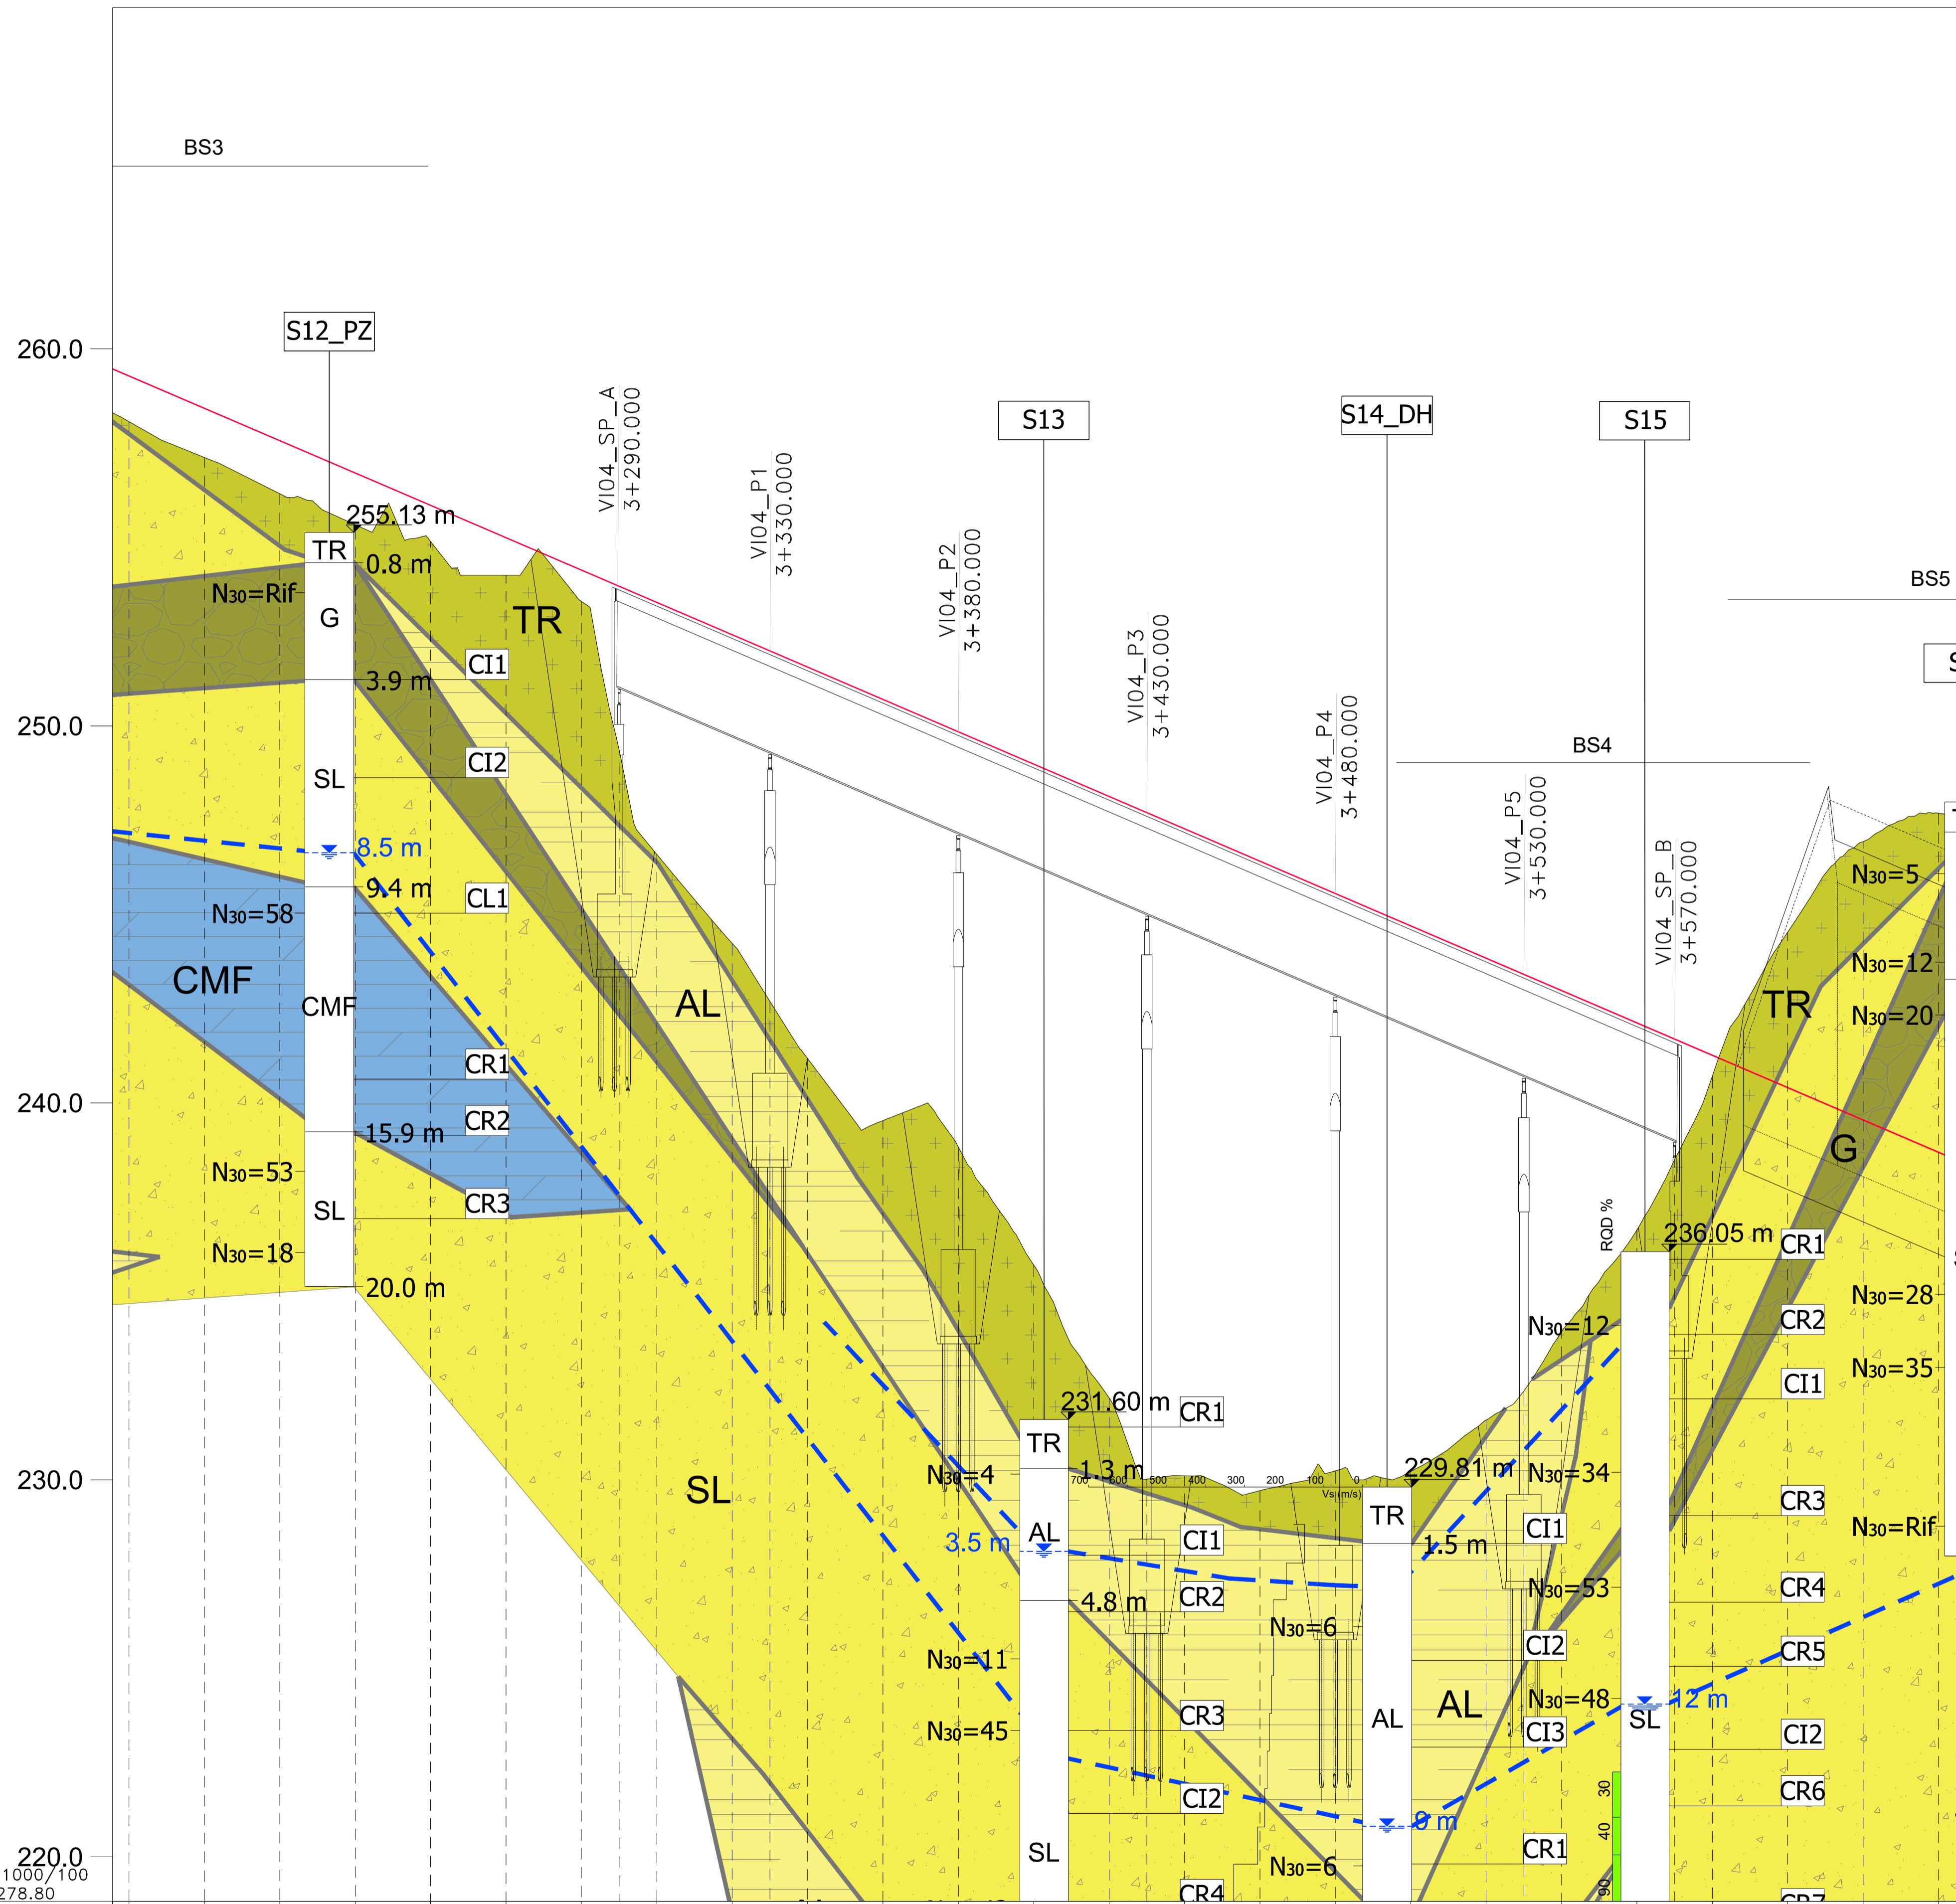 BS3
260.0
S12_PZ
VI04_SP_A
3+290.000
S13
S14_DH
S15
VI04_P1
3+330.000
255.13 m
TR
0.8 m
VI04_P2
3+380.000
BS5
N30=Rif
G
TR
VI04_P3
3+430.000
CI1
3.9 m
VI04_P4
3+480.000
250.0
BS4
CI2
SL
VI04_P5
3+530.000
8.5 m
VI04_SP_B
3+570.000
N30=5
9.4 m
CL1
N30=58
N30=12
CMF
CMF
AL
TR
N30=20
CR1
240.0
CR2
15.9 m
G
N30=53
CR3
SL
RQD %
236.05 m
CR1
N30=18
20.0 m
N30=28
CR2
N30=12
N30=35
CI1
231.60 m
CR1
TR
230.0
SL
N30=4
1.3 m
700
600
500
400
300
200
100
0
Vs (m/s)
229.81 m
N30=34
CR3
TR
CI1
N30=Rif
AL
3.5 m
CI1
1.5 m
N30=53
CR4
CR2
4.8 m
N30=6
CI2
CR5
N30=11
N30=48
12 m
CR3
AL
AL
SL
N30=45
CI3
CI2
30
CR6
CI2
9 m
40
220.0
SL
N30=6
CR1
1000/100
278.80
90
CR4
CR7